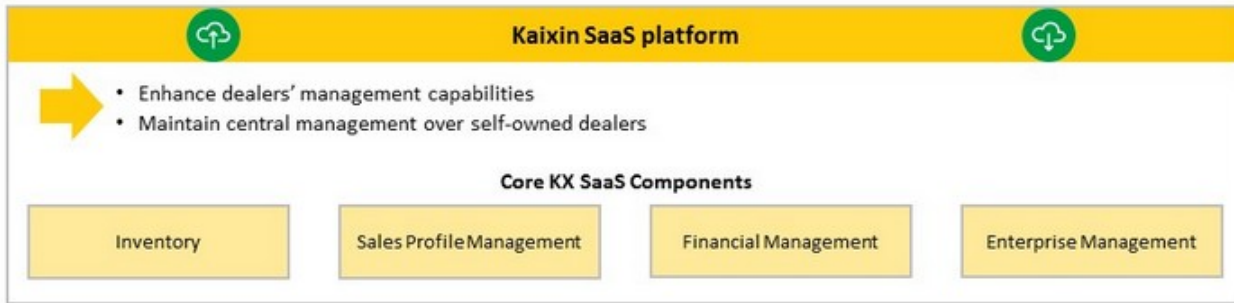 Kaixin SaaS platform
• Enhance dealers' management capabilities
• Maintain central management over self-owned dealers
Core KX SaaS Components
Inventory
Sales Profile Management
Financial Management
Enterprise Management